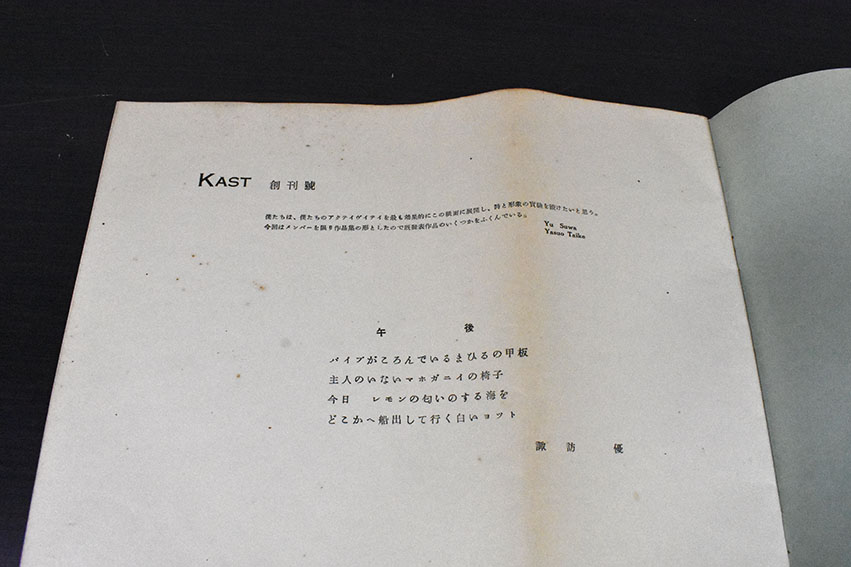 KAST 創刊號
僕たちは、僕たちのアクテイヴイテイを最も効果的にこの紙面に展開し、詩と形象の實験を続けたいと思う。
今回はメンバーを限り作品集の形としたので既發表作品のいくつかをふくんでいる。
Yu Suwa
Yasuo Taike
午後
パイプがころんでいるまひるの甲板
主人のいないマホガニイの椅子
今日 レモンの匂いのする海を
どこかへ船出して行く白いヨット
諏訪 優